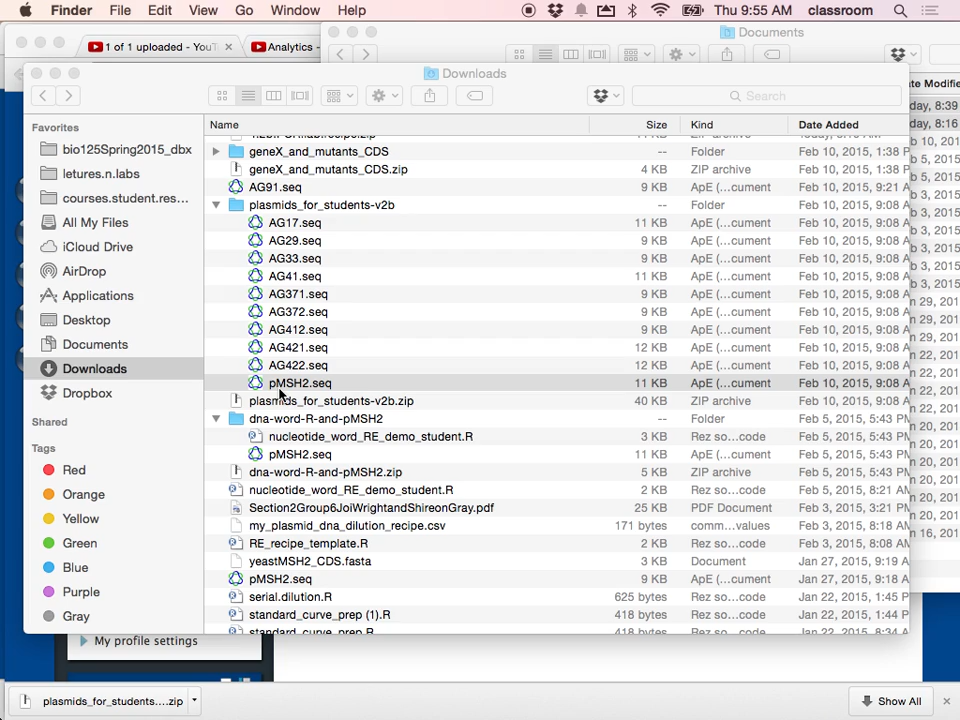 Finder File Edit View Go Window Help Thu 9:55 AM classroom
1 of 1 uploaded - YouT Analytics - Documents
Downloads
Search
Date Modifie
Favorites
bio125Spring2015_dbx
letures.n.labs
courses.student.res...
All My Files
iCloud Drive
AirDrop
Applications
Desktop
Documents
Downloads
Dropbox
Shared
Tags
Red
Orange
Yellow
Green
Blue
Purple
Gray
Name Size Kind Date Added
geneX_and_mutants_CDS -- Folder Feb 10, 2015, 1:38 P
geneX_and_mutants_CDS.zip 4 KB ZIP archive Feb 10, 2015, 1:38 P
AG91.seq 9 KB ApE (...cument Feb 10, 2015, 9:21 A
plasmids_for_students-v2b -- Folder Feb 10, 2015, 9:08 A
AG17.seq 11 KB ApE (...cument Feb 10, 2015, 9:08 A
AG29.seq 9 KB ApE (...cument Feb 10, 2015, 9:08 A
AG33.seq 9 KB ApE (...cument Feb 10, 2015, 9:08 A
AG41.seq 11 KB ApE (...cument Feb 10, 2015, 9:08 A
AG371.seq 9 KB ApE (...cument Feb 10, 2015, 9:08 A
AG372.seq 9 KB ApE (...cument Feb 10, 2015, 9:08 A
AG412.seq 9 KB ApE (...cument Feb 10, 2015, 9:08 A
AG421.seq 12 KB ApE (...cument Feb 10, 2015, 9:08 A
AG422.seq 12 KB ApE (...cument Feb 10, 2015, 9:08 A
pMSH2.seq 11 KB ApE (...cument Feb 10, 2015, 9:08 A
plasmids_for_students-v2b.zip 40 KB ZIP archive Feb 10, 2015, 9:08 A
dna-word-R-and-pMSH2 -- Folder Feb 5, 2015, 5:43 P
nucleotide_word_RE_demo_student.R 3 KB Rez so...code Feb 5, 2015, 5:43 P
pMSH2.seq 11 KB ApE (...cument Feb 5, 2015, 5:43 P
dna-word-R-and-pMSH2.zip 5 KB ZIP archive Feb 5, 2015, 5:43 P
nucleotide_word_RE_demo_student.R 3 KB Rez so...code Feb 5, 2015, 8:21 A
Section2Group6JoiWrightandShireonGray.pdf 25 KB PDF Document Feb 3, 2015, 3:21 P
my_plasmid_dna_dilution_recipe.csv 171 bytes comm...values Feb 3, 2015, 8:18 A
RE_recipe_template.R 2 KB Rez so...code Feb 3, 2015, 8:08 A
yeastMSH2_CDS.fasta 3 KB Document Jan 27, 2015, 9:19 A
pMSH2.seq 9 KB ApE (...cument Jan 27, 2015, 9:18 A
serial.dilution.R 625 bytes Rez so...code Jan 22, 2015, 1:45 P
standard_curve_prep (1).R 418 bytes Rez so...code Jan 22, 2015, 1:44 P
standard_curve_prep.R 418 bytes Rez so...code Jan 22, 2015, 8:34 A
My profile settings
plasmids_for_students....zip Show All